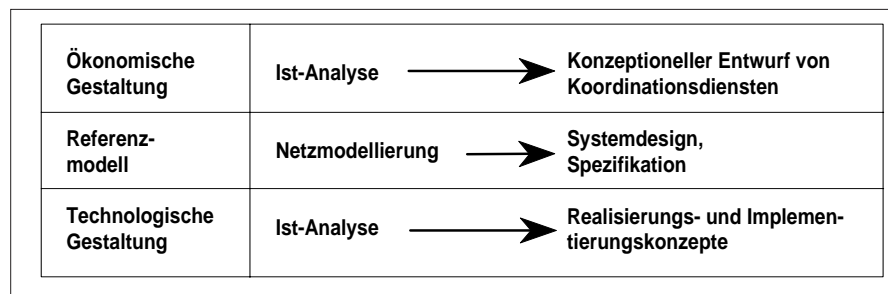 Ökonomische
Gestaltung
Ist-Analyse
Konzeptioneller Entwurf von
Koordinationsdiensten
Referenz-
modell
Netzmodellierung
Systemdesign,
Spezifikation
Technologische
Gestaltung
Ist-Analyse
Realisierungs- und Implemen-
tierungskonzepte